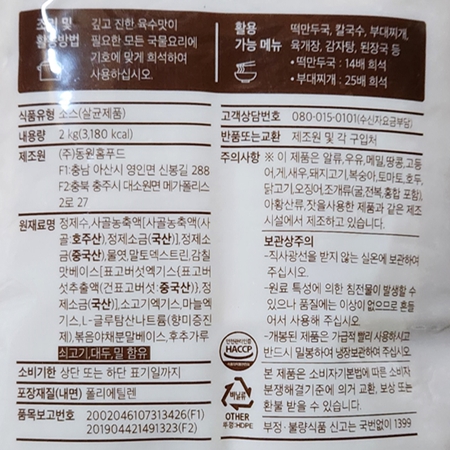 조리 및
활용방법
깊고 진한 육수맛이
필요한 모든 국물요리에
기호에 맞게 희석하여
사용하십시오.
활용
가능 메뉴
떡만두국, 칼국수, 부대찌개,
육개장, 감자탕, 된장국 등
• 떡만두국 : 14배 희석
• 부대찌개 : 25배 희석
식품유형 소스(살균제품)
내용량 2 kg(3,180 kcal)
제조원 (주)동원홈푸드
F1:충남 아산시 영인면 신봉길 288
F2:충북 충주시 대소원면 메가폴리스
2로 27
원재료명 정제수,사골농축액[사골농축액(사
골:호주산),정제소금(국산)],정제소
금(중국산),물엿,말토덱스트린,감칠
맛베이스[표고버섯엑기스(표고버
섯추출액(건표고버섯:중국산)),정
제소금(국산)],소고기엑기스,마늘엑
기스,L-글루탐산나트륨(향미증진
제),볶음야채분말베이스,후추가루
쇠고기,대두,밀 함유
소비기한 상단 또는 하단 표기일까지
포장재질(내면) 폴리에틸렌
품목보고번호 2002046107313426(F1)
201904421491323(F2)
고객상담번호 080-015-0101(수신자요금부담)
반품또는교환 제조원 및 각 구입처
주의사항 ※ 이 제품은 알류,우유,메밀,땅콩,고등
어,게,새우,돼지고기,복숭아,토마토,호두,
닭고기,오징어,조개류(굴,전복,홍합 포함),
아황산류,잣을사용한 제품과 같은 제조
시설에서 제조하고 있습니다.
보관상주의
-직사광선을 받지 않는 실온에 보관하여
주십시오.
-원료 특성에 의한 침전물이 발생할 수
있으나 품질에는 이상이 없으므로 흔들
어서 사용해 주십시오.
-개봉된 제품은 가급적 빨리 사용하시고
반드시 밀봉하여 냉장보관하여 주십시오.
HACCP
본 제품은 소비자기본법에 따른 소비자
분쟁해결기준에 의거 교환, 보상 또는
환불 받을 수 있습니다.
비닐류
OTHER
뚜껑:HDPE
부정·불량식품 신고는 국번없이 1399